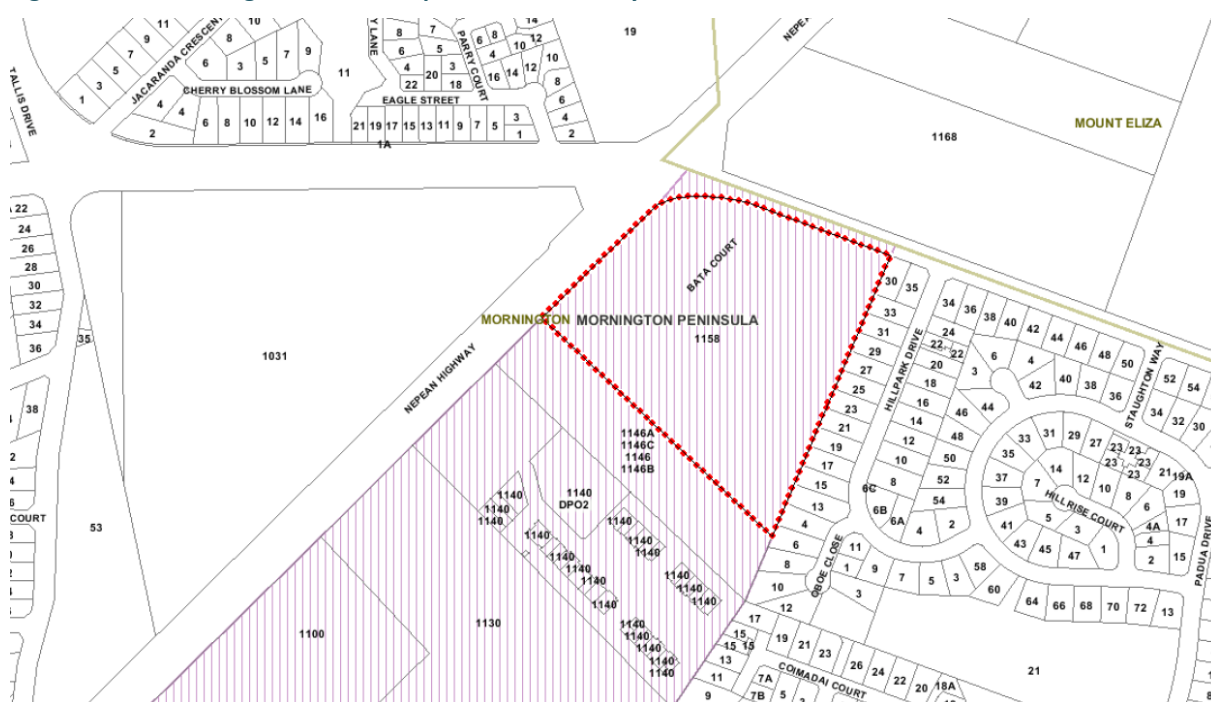 MOUNT ELIZA
MORNINGTON
MORNINGTON PENINSULA
NEPEAN HIGHWAY
BATA COURT
TALLIS DRIVE
JACARANDA CRESCENT
CHERRY BLOSSOM LANE
EAGLE STREET
PARRY COURT
Y LANE
NEPE
HILLPARK DRIVE
STAUGHTON WAY
HILLRISE COURT
PADUA DRIVE
OBOE CLOSE
COIMADAI COURT
COURT
DPO2
1 3 5 7 9 11
2 4 4 6 8 10 12 14 16
6 3 5 7 9
8 10
11
21 19 17 15 13 11 9 7 5 3 1
1A
8 7
6 5
4 20 3
22 18
6 8
4 10 12 14
16 14 12 10
8 6 4 2
19
1168
22
24
26
28
30
32
34
36
35
38
53
1031
1158
1146A
1146C
1146
1146B
1140
1130
1100
30 35
33
31
29
27
25
23
21
19
17
15
13
4
6
8
10
12
34 36 38 40 42 44 46 48 50
24
22 22
20
18
16
14
12
10
8
6C
6B 6A
4 2
3 6 4
42 40 38 36
46 44
48
50
52
54
52 54
34 32 30
33 31 29 27 23 23 23 23 21 19A
35
37
39
41
43 45 47
7 14 12 10 8 6
5 3 1
4A
4
2
19
17
15
11
1 9 7 5 3 58 60
3
64 66 68 70 72 13
17
15
15 15
13
11
9
19 21 23
26 24 22 20 18A
7A
7B 5
21